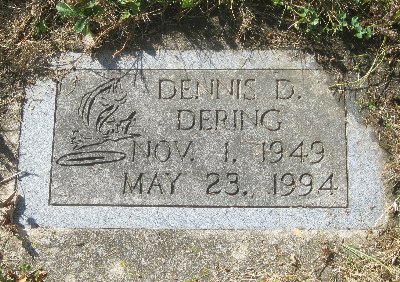 DENNIS D.
DERING
NOV. 1, 1949
MAY 23, 1994